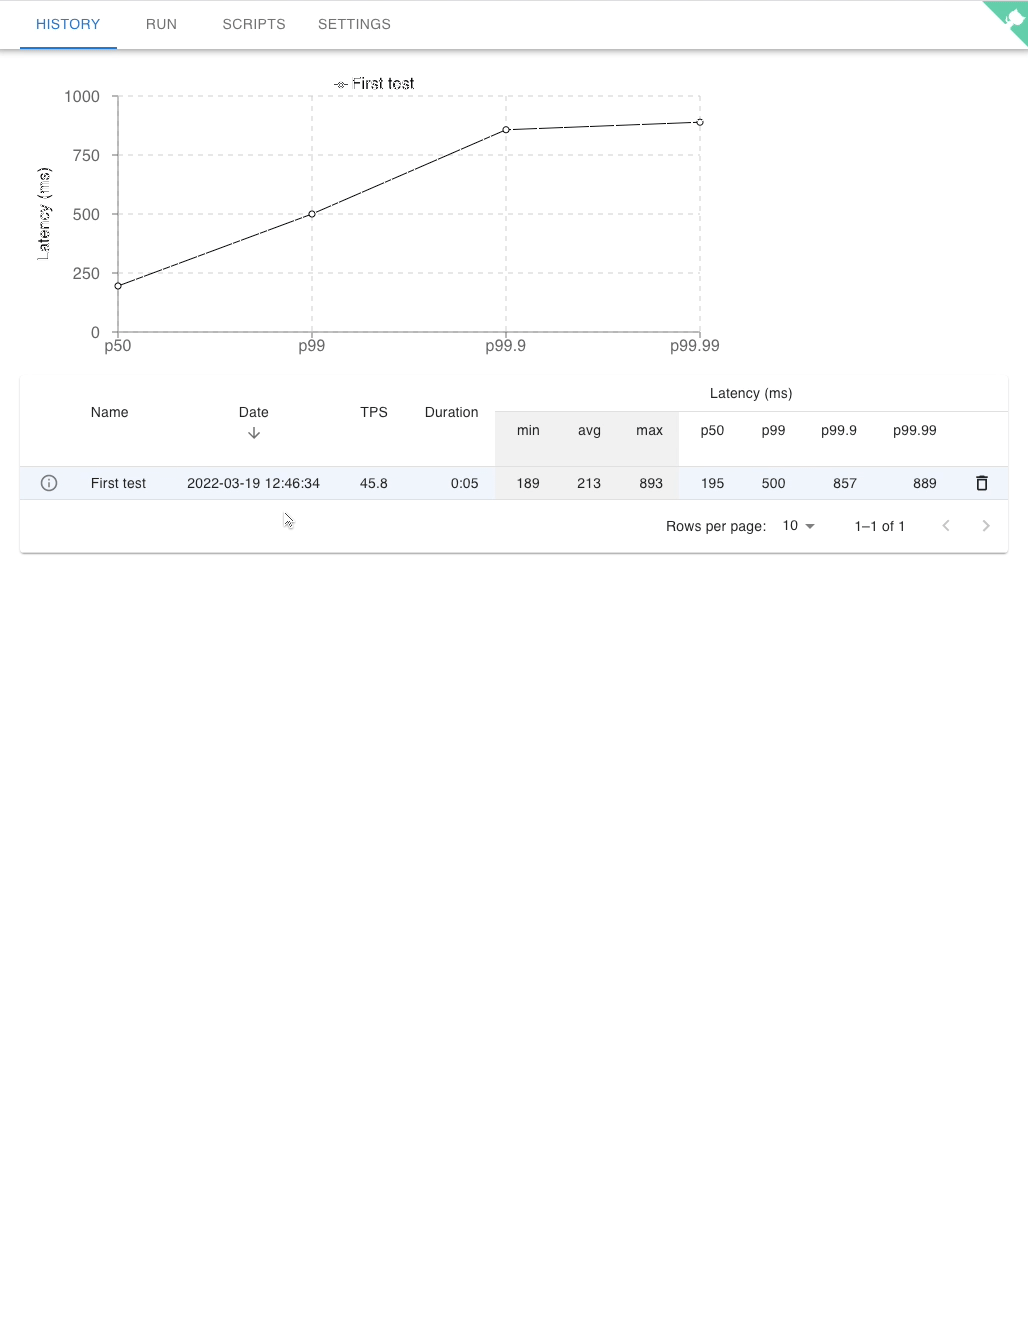 HISTORY RUN SCRIPTS SETTINGS
First test
1000
750
500
250
0
Latency (ms)
p50 p99 p99.9 p99.99
Latency (ms)
Name Date TPS Duration
min avg max p50 p99 p99.9 p99.99
First test 2022-03-19 12:46:34 45.8 0:05 189 213 893 195 500 857 889
Rows per page: 10 1–1 of 1